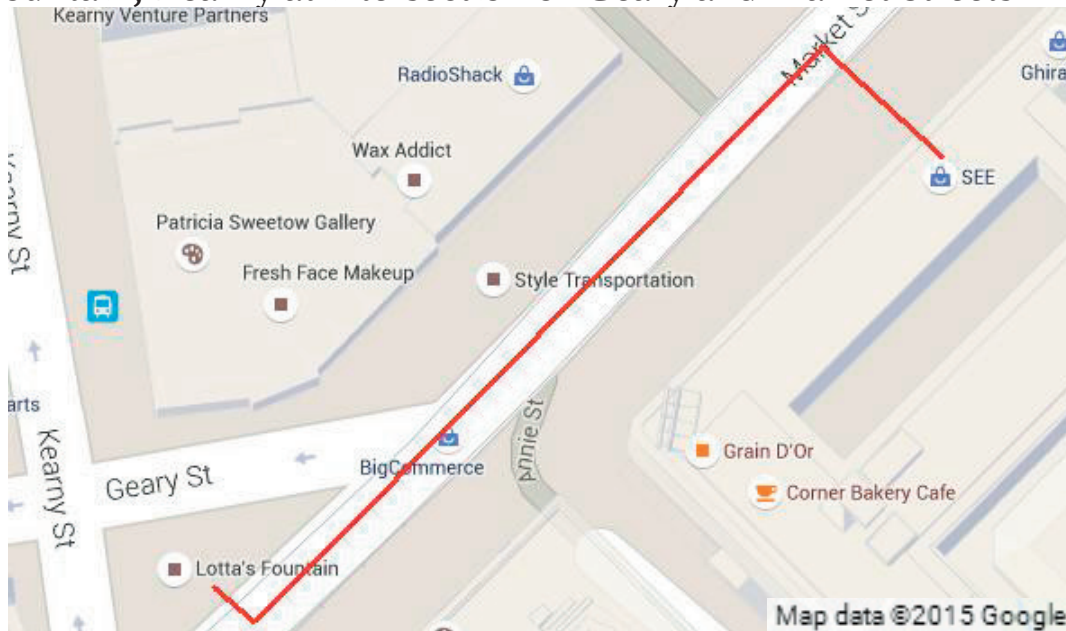 Kearny Venture Partners
Market S
RadioShack
Ghira
Wax Addict
SEE
Kearny St
Patricia Sweetow Gallery
Fresh Face Makeup
Style Transportation
arts
Annie St
Kearny St
BigCommerce
Grain D'Or
Geary St
Corner Bakery Cafe
Lotta's Fountain
Map data ©2015 Google